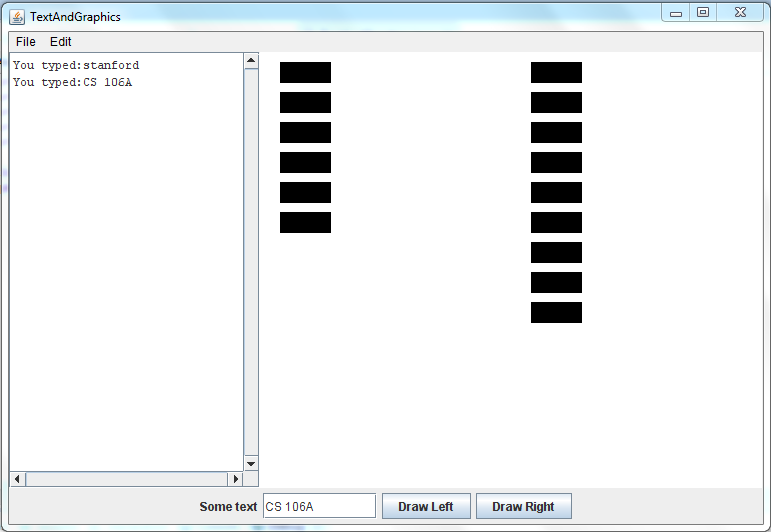 TextAndGraphics
File Edit
You typed:stanford
You typed:CS 106A
Some text CS 106A Draw Left Draw Right